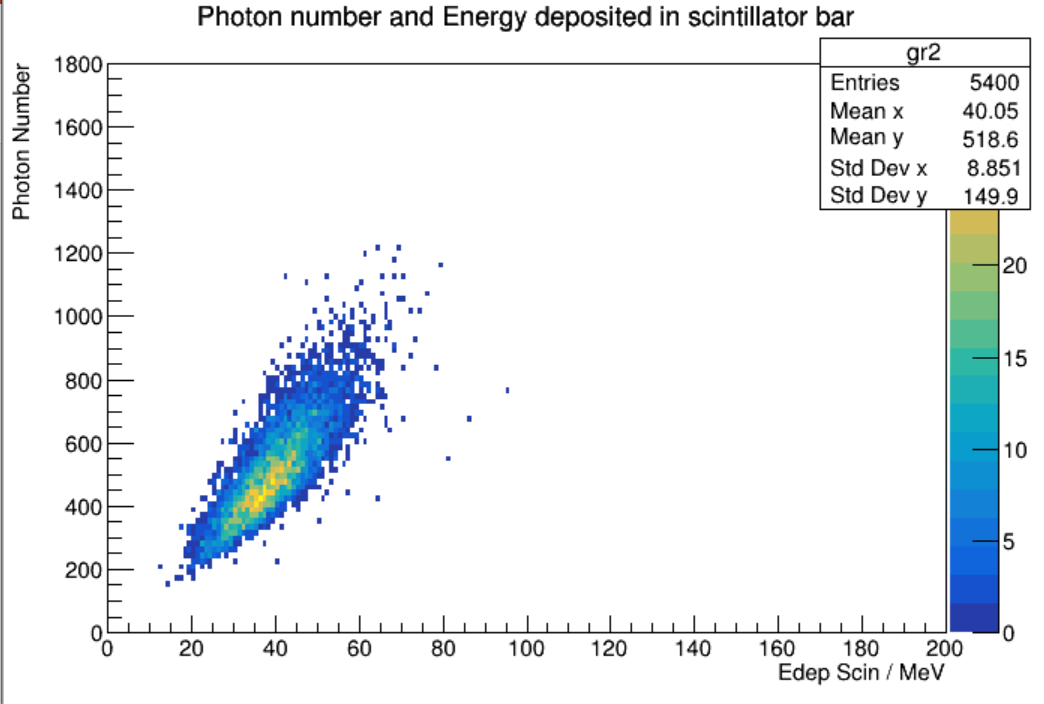 Photon number and Energy deposited in scintillator bar
gr2
Entries 5400
Mean x 40.05
Mean y 518.6
Std Dev x 8.851
Std Dev y 149.9
Photon Number
1800
1600
1400
1200
1000
800
600
400
200
0
20
15
10
5
0
0 20 40 60 80 100 120 140 160 180 200
Edep Scin / MeV